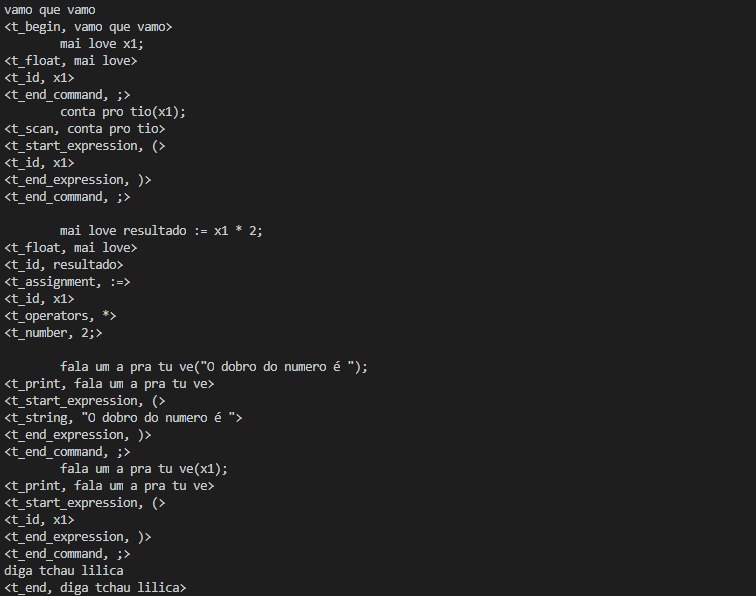 vamo que vamo
<t_begin, vamo que vamo>
mai love x1;
<t_float, mai love>
<t_id, x1>
<t_end_command, ;>
conta pro tio(x1);
<t_scan, conta pro tio>
<t_start_expression, (>
<t_id, x1>
<t_end_expression, )>
<t_end_command, ;>
mai love resultado := x1 * 2;
<t_float, mai love>
<t_id, resultado>
<t_assignment, :=>
<t_id, x1>
<t_operators, *>
<t_number, 2;>
fala um a pra tu ve("O dobro do numero é ");
<t_print, fala um a pra tu ve>
<t_start_expression, (>
<t_string, "O dobro do numero é ">
<t_end_expression, )>
<t_end_command, ;>
fala um a pra tu ve(x1);
<t_print, fala um a pra tu ve>
<t_start_expression, (>
<t_id, x1>
<t_end_expression, )>
<t_end_command, ;>
diga tchau lilica
<t_end, diga tchau lilica>